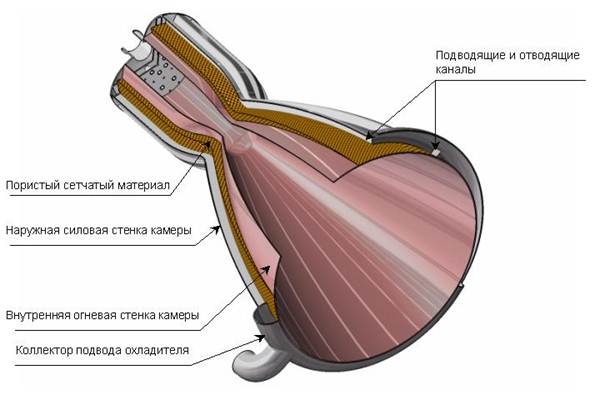 Подводящие и отводящие
каналы
Пористый сетчатый материал
Наружная силовая стенка камеры
Внутренняя огневая стенка камеры
Коллектор подвода охладителя